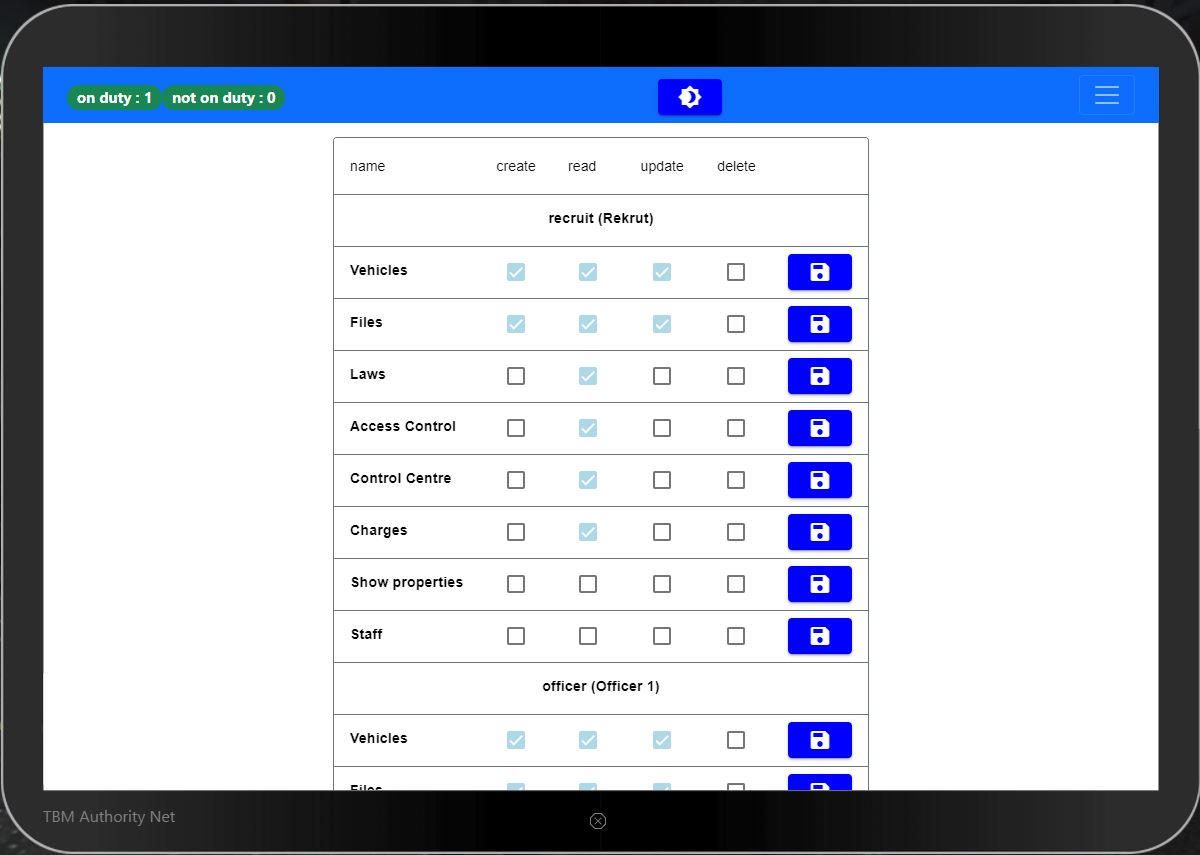 on duty : 1 not on duty : 0
name create read update delete
recruit (Rekrut)
Vehicles
Files
Laws
Access Control
Control Centre
Charges
Show properties
Staff
officer (Officer 1)
Vehicles
Files
TBM Authority Net